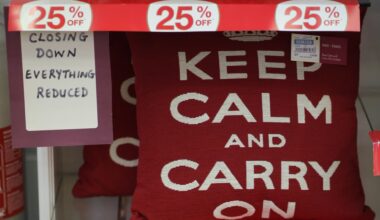 25% OFF
25% OFF
25% OFF
CLOSING
DOWN
EVERYTHING
REDUCED
KEEP
CALM
AND
CARRY
ON